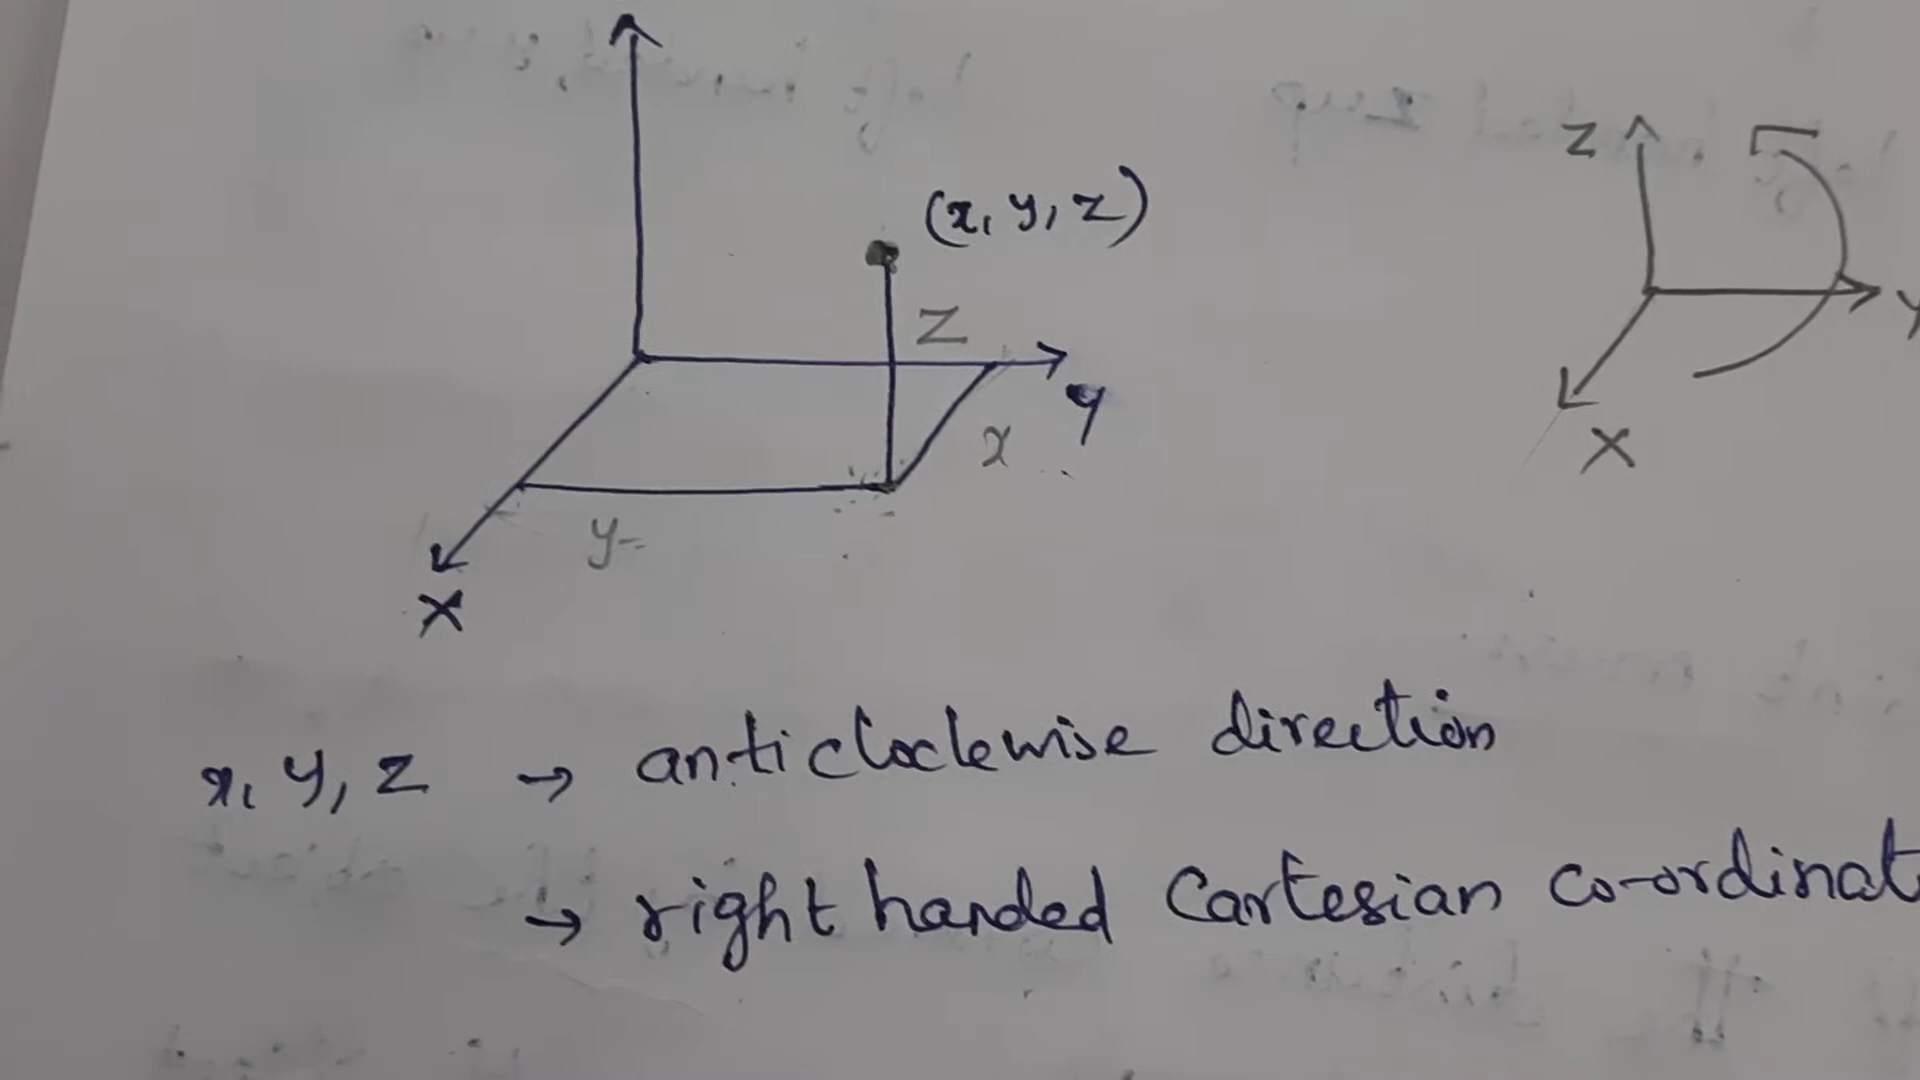 (x, y, z)
Z
Y
x
y
X
Z
Y
X
x, y, z → anticlockwise direction
→ right handed Cartesian co-ordinat